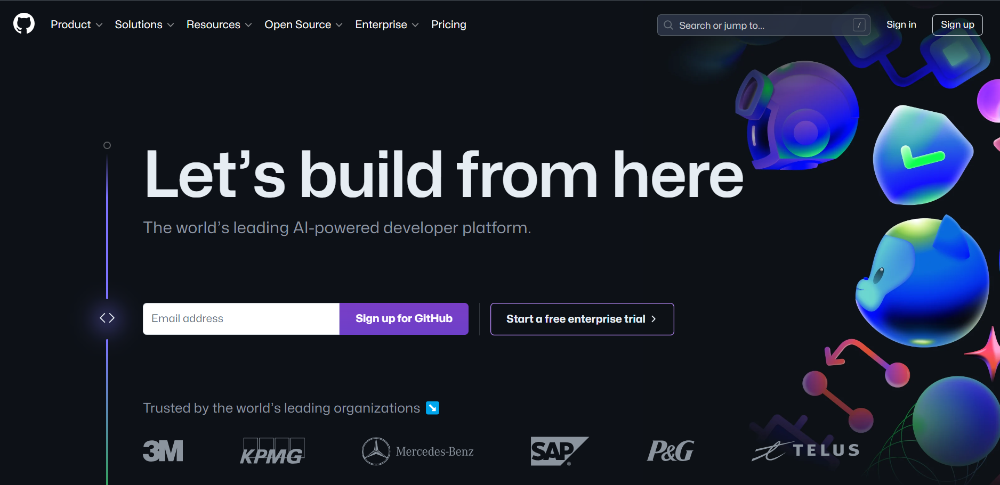 Product Solutions Resources Open Source Enterprise Pricing Search or jump to... / Sign in Sign up
Let’s build from here
The world’s leading AI-powered developer platform.
Email address Sign up for GitHub Start a free enterprise trial
Trusted by the world’s leading organizations
3M KPMG Mercedes-Benz SAP® P&G TELUS